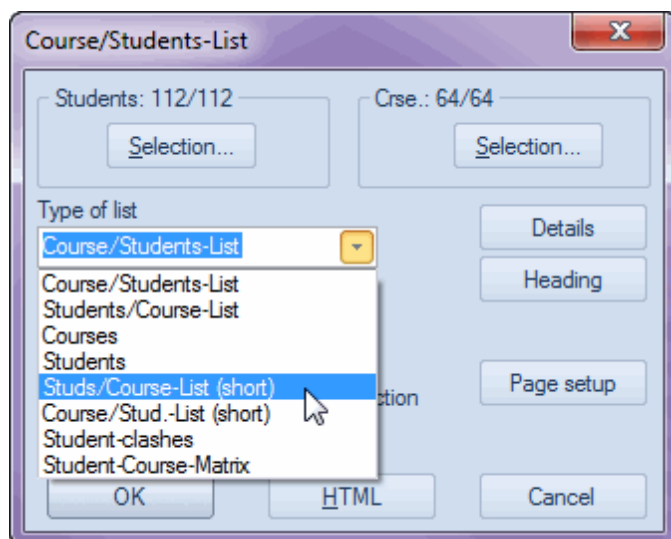 Course/Students-List
Students: 112/112
Crse.: 64/64
Selection...
Selection...
Type of list
Course/Students-List
Details
Heading
Course/Students-List
Students/Course-List
Courses
Students
Studs/Course-List (short)
Course/Stud.-List (short)
Student-clashes
Student-Course-Matrix
Page setup
OK
HTML
Cancel